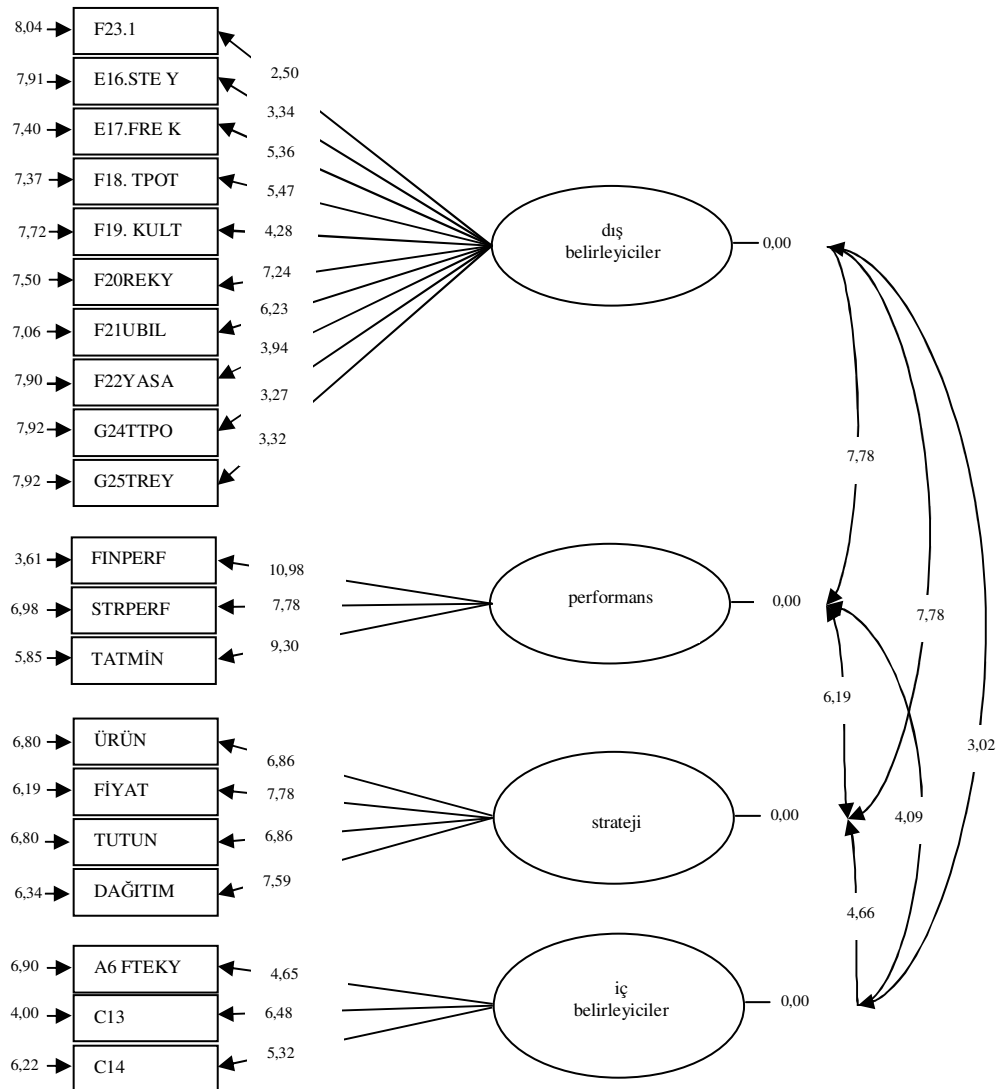 8,04 F23.1 2,50
7,91 E16.STE Y 3,34
7,40 E17.FRE K 5,36
7,37 F18. TPOT 5,47
7,72 F19. KULT 4,28
7,50 F20REKY 7,24
7,06 F21UBIL 6,23
7,90 F22YASA 3,94
7,92 G24TTPO 3,27
7,92 G25TREY 3,32
dış
belirleyiciler
0,00
3,61 FINPERF 10,98
6,98 STRPERF 7,78
5,85 TATMİN 9,30
performans
0,00
6,80 ÜRÜN 6,86
6,19 FİYAT 7,78
6,80 TUTUN 6,86
6,34 DAĞITIM 7,59
strateji
0,00
6,90 A6 FTEKY 4,65
4,00 C13 6,48
6,22 C14 5,32
iç
belirleyiciler
0,00
7,78
7,78
6,19
3,02
4,09
4,66